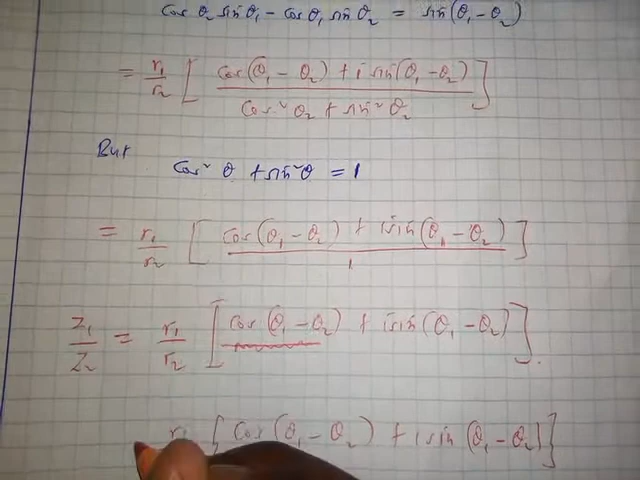 cos θ₂ sin θ₁ - cos θ₁ sin θ₂ = sin(θ₁ - θ₂)
= r₁/r₂ [ (cos(θ₁ - θ₂) + i sin(θ₁ - θ₂)) / (cos² θ₂ + sin² θ₂) ]
But
cos² θ + sin² θ = 1
= r₁/r₂ [ (cos(θ₁ - θ₂) + i sin(θ₁ - θ₂)) / 1 ]
Z₁/Z₂ = r₁/r₂ [cos(θ₁ - θ₂) + i sin(θ₁ - θ₂)].
r₁ [cos(θ₁ - θ₂) + i sin(θ₁ - θ₂)]